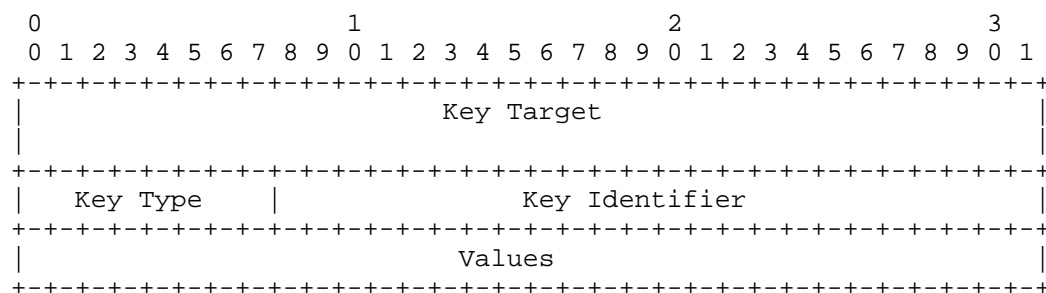 0                   1                   2                   3
0 1 2 3 4 5 6 7 8 9 0 1 2 3 4 5 6 7 8 9 0 1 2 3 4 5 6 7 8 9 0 1
+-+-+-+-+-+-+-+-+-+-+-+-+-+-+-+-+-+-+-+-+-+-+-+-+-+-+-+-+-+-+-+-+
|                          Key Target                           |
|                                                               |
+-+-+-+-+-+-+-+-+-+-+-+-+-+-+-+-+-+-+-+-+-+-+-+-+-+-+-+-+-+-+-+-+
|   Key Type    |               Key Identifier                  |
+-+-+-+-+-+-+-+-+-+-+-+-+-+-+-+-+-+-+-+-+-+-+-+-+-+-+-+-+-+-+-+-+
|                           Values                              |
+-+-+-+-+-+-+-+-+-+-+-+-+-+-+-+-+-+-+-+-+-+-+-+-+-+-+-+-+-+-+-+-+